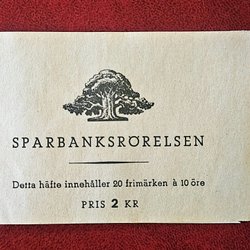 SPARBANKSRÖRELSEN
Detta häfte innehåller 20 frimärken à 10 öre
PRIS 2 KR